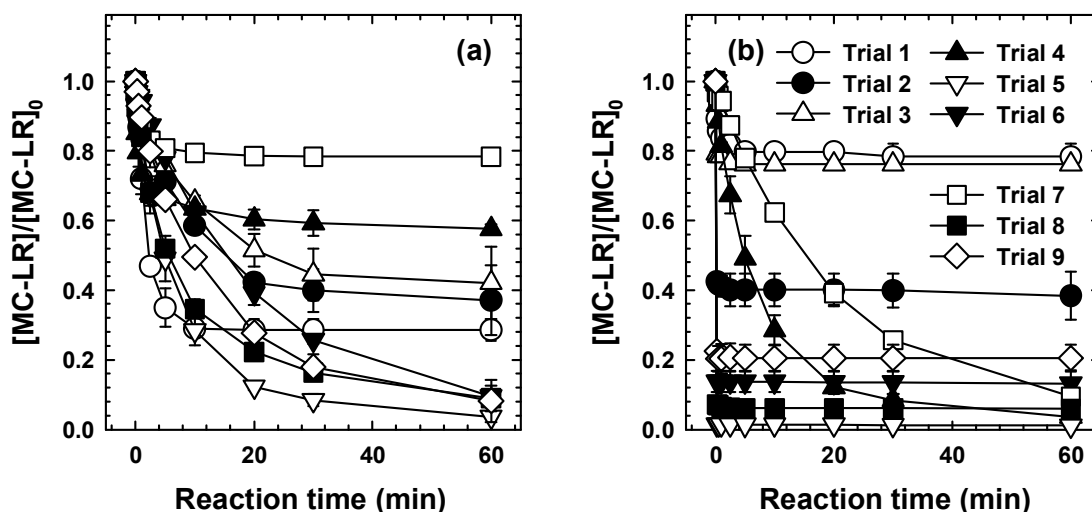 (a)
[MC-LR]/[MC-LR]0
1.0
0.8
0.6
0.4
0.2
0.0
0 20 40 60
Reaction time (min)
(b)
Trial 1 Trial 4
Trial 2 Trial 5
Trial 3 Trial 6
Trial 7
Trial 8
Trial 9
[MC-LR]/[MC-LR]0
1.0
0.8
0.6
0.4
0.2
0.0
0 20 40 60
Reaction time (min)